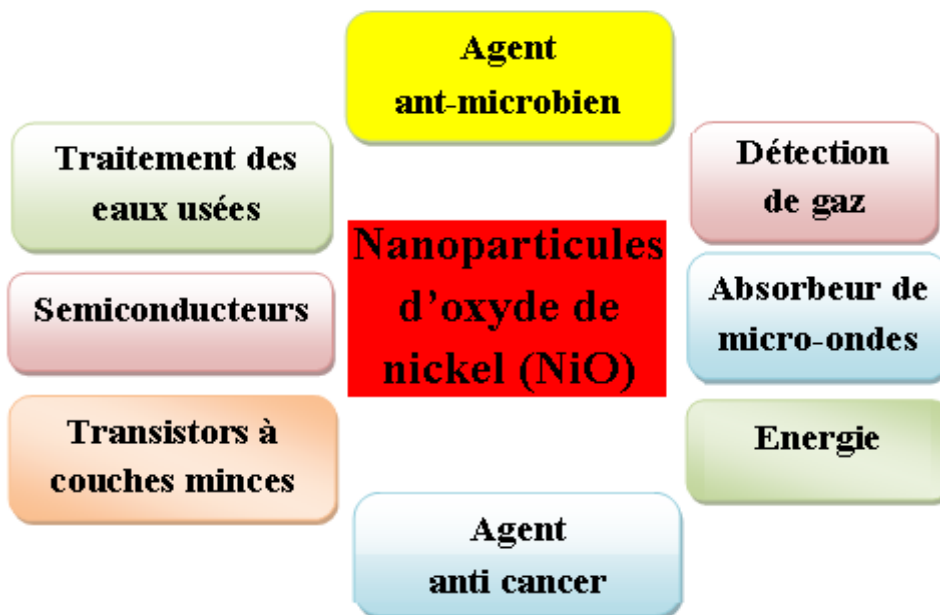 Agent
ant-microbien
Traitement des
eaux usées
Détection
de gaz
Nanoparticules
d’oxyde de
nickel (NiO)
Semiconducteurs
Absorbeur de
micro-ondes
Transistors à
couches minces
Energie
Agent
anti cancer